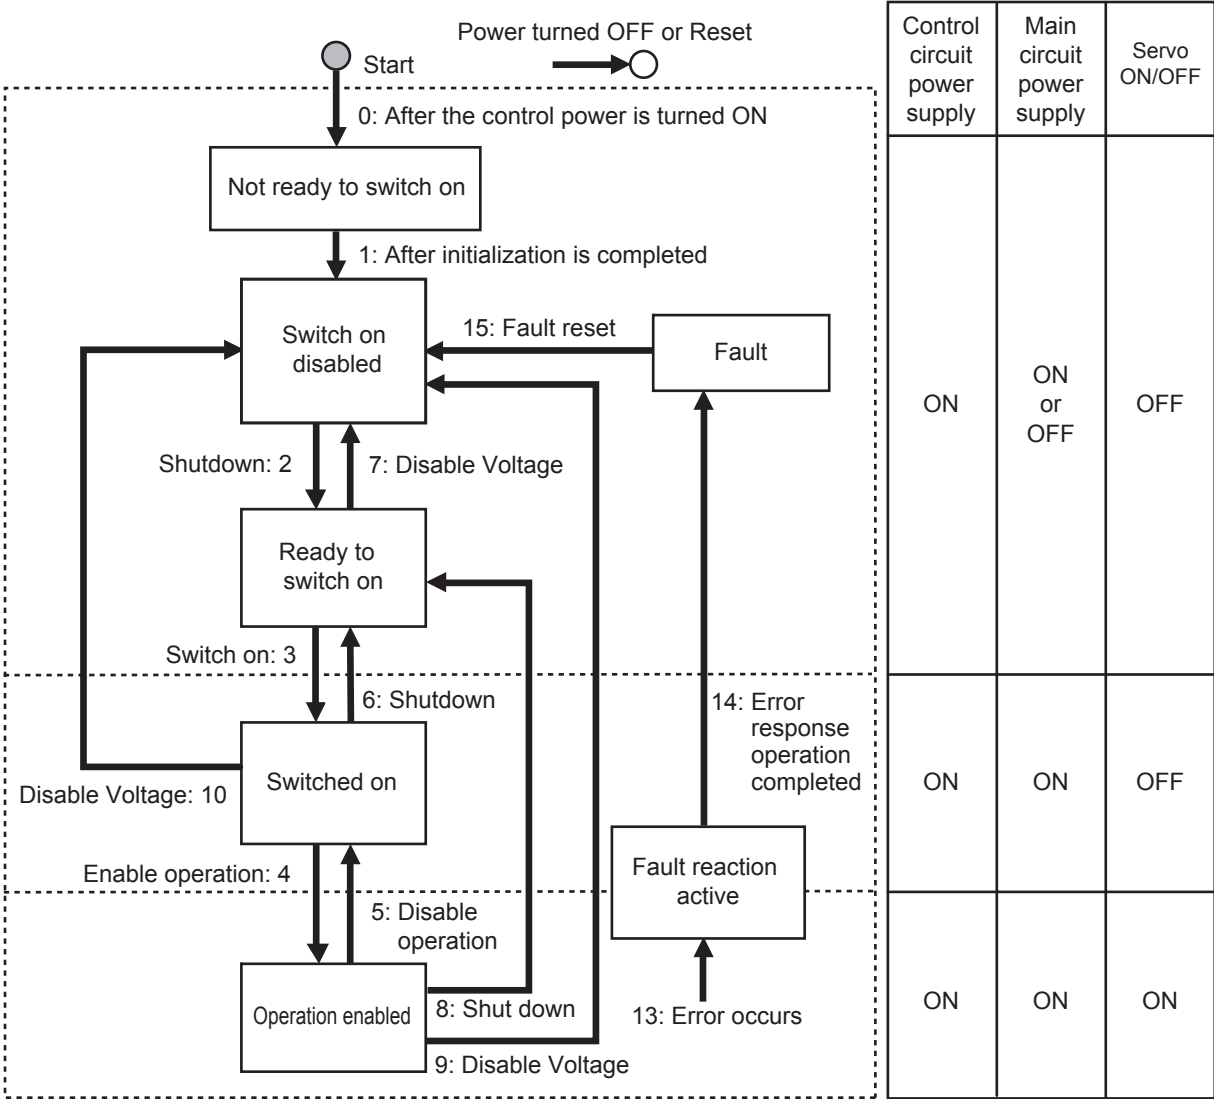 Power turned OFF or Reset
Start
0: After the control power is turned ON
Not ready to switch on
1: After initialization is completed
Switch on
disabled
15: Fault reset
Fault
Shutdown: 2
7: Disable Voltage
Ready to
switch on
Switch on: 3
6: Shutdown
14: Error
response
operation
completed
Switched on
Disable Voltage: 10
Enable operation: 4
Fault reaction
active
5: Disable
operation
Operation enabled
8: Shut down
13: Error occurs
9: Disable Voltage
Control
circuit
power
supply
Main
circuit
power
supply
Servo
ON/OFF
ON
ON
or
OFF
OFF
ON
ON
OFF
ON
ON
ON